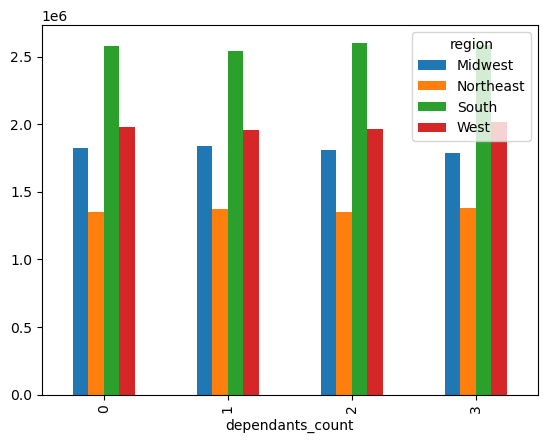 1e6
2.5
2.0
1.5
1.0
0.5
0.0
region
Midwest
Northeast
South
West
0
1
2
3
dependants_count